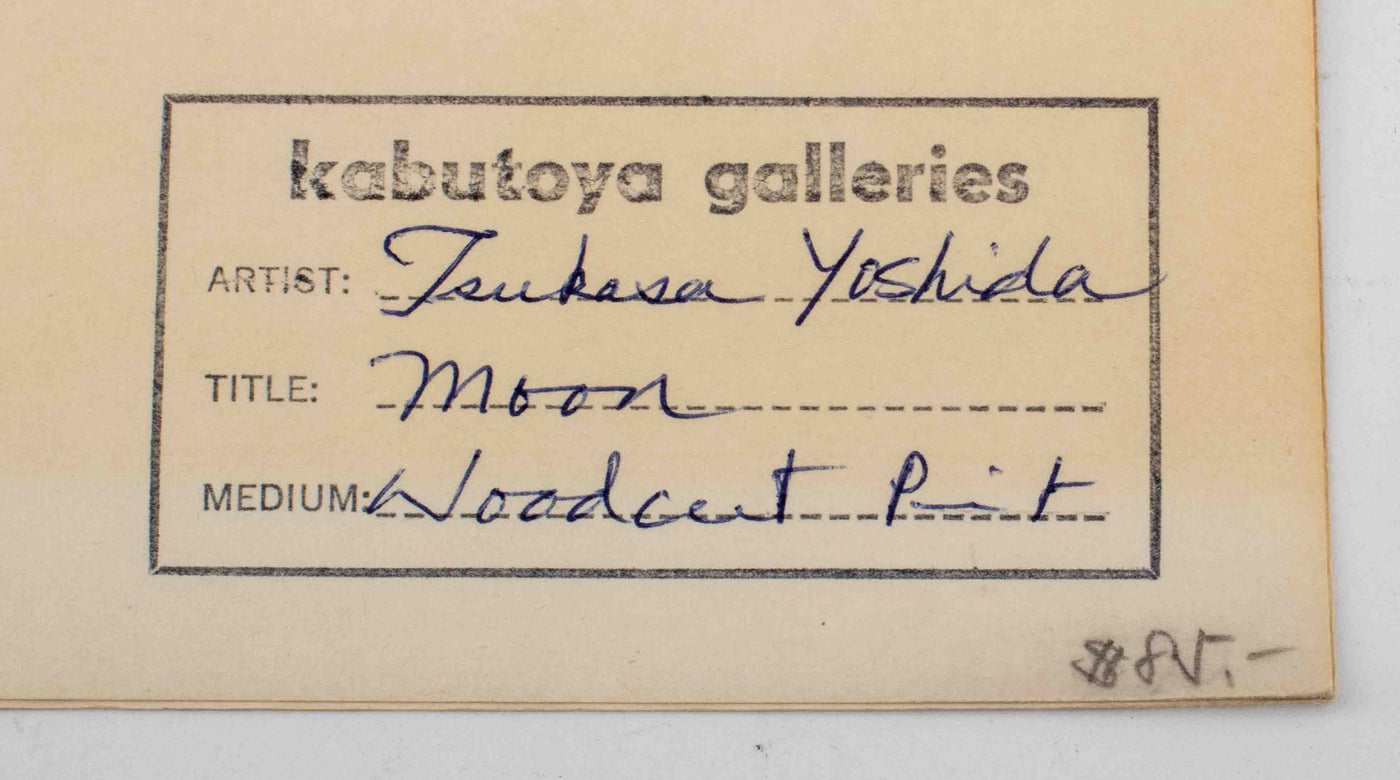 kabutoya galleries
ARTIST: Tsukasa Yoshida
TITLE: Moon
MEDIUM: Woodcut Print
$85.-